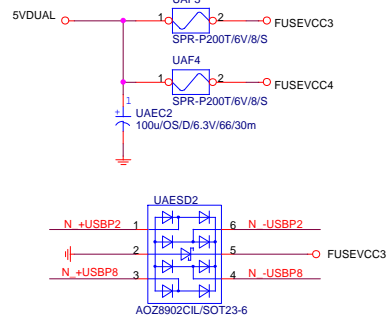 5VDUAL
1
2
FUSEVCC3
SPR-P200T/6V/8/S
UAF4
1
2
FUSEVCC4
SPR-P200T/6V/8/S
1
+
UAEC2
100u/OS/D/6.3V/66/30m
UAESD2
N_+USBP2
1
6
N_-USBP2
2
5
FUSEVCC3
N_+USBP8
3
4
N_-USBP8
AOZ8902CIL/SOT23-6